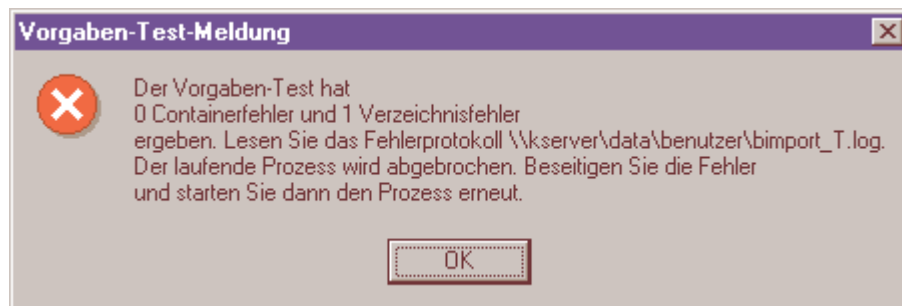 Vorgaben-Test-Meldung
Der Vorgaben-Test hat
0 Containerfehler und 1 Verzeichnisfehler
ergeben. Lesen Sie das Fehlerprotokoll \\kserver\data\benutzer\bimport_T.log.
Der laufende Prozess wird abgebrochen. Beseitigen Sie die Fehler
und starten Sie dann den Prozess erneut.
OK